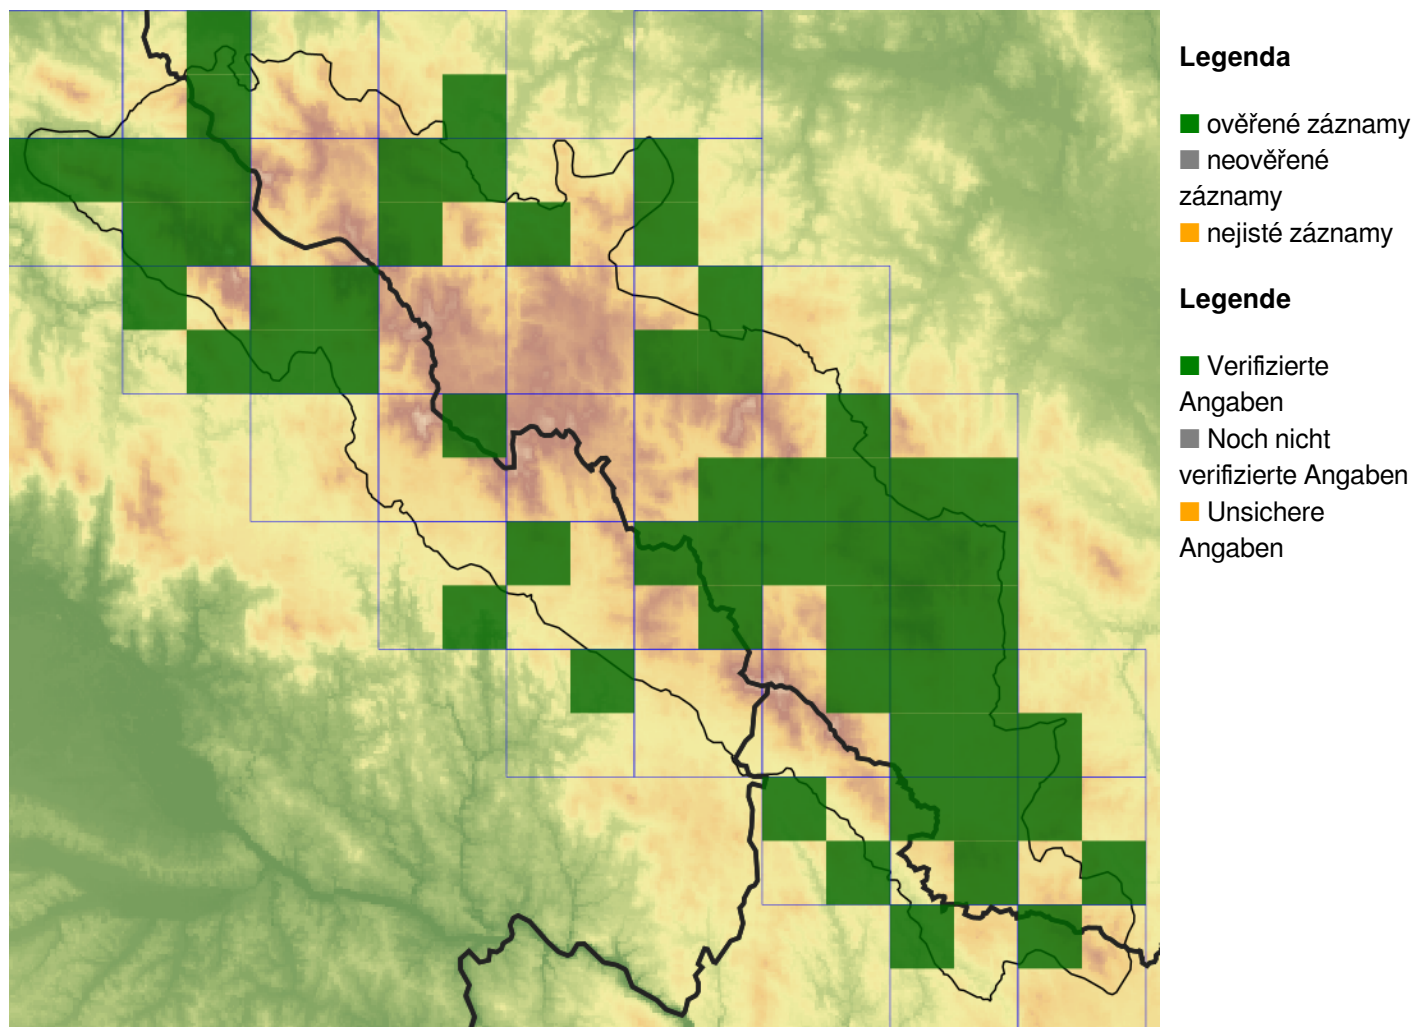 Legenda
ověřené záznamy
neověřené
záznamy
nejisté záznamy
Legende
Verifizierte
Angaben
Noch nicht
verifizierte Angaben
Unsichere
Angaben